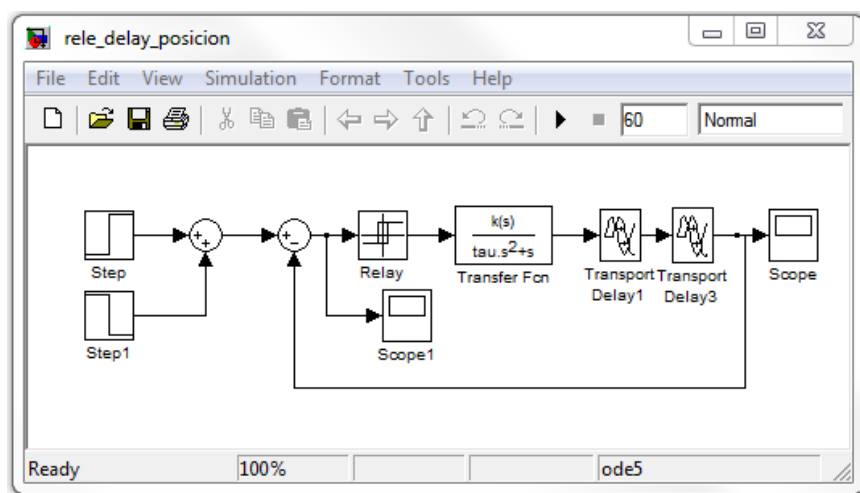 rele_delay_posicion
File Edit View Simulation Format Tools Help
60 Normal
Step
Step1
+
+
+
-
Relay
k(s)
tau.s2+s
Transfer Fcn
Transport
Delay1
Transport
Delay3
Scope
Scope1
Ready 100% ode5